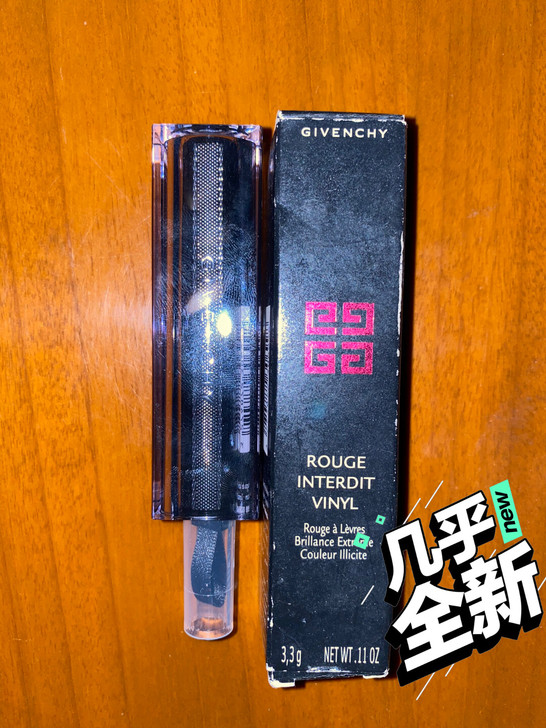 GIVENCHY
ROUGE
INTERDIT
VINYL
Rouge à Lèvres
Brillance Extrême
Couleur Illicite
3,3 g NET WT .11 OZ
new
几乎
全新